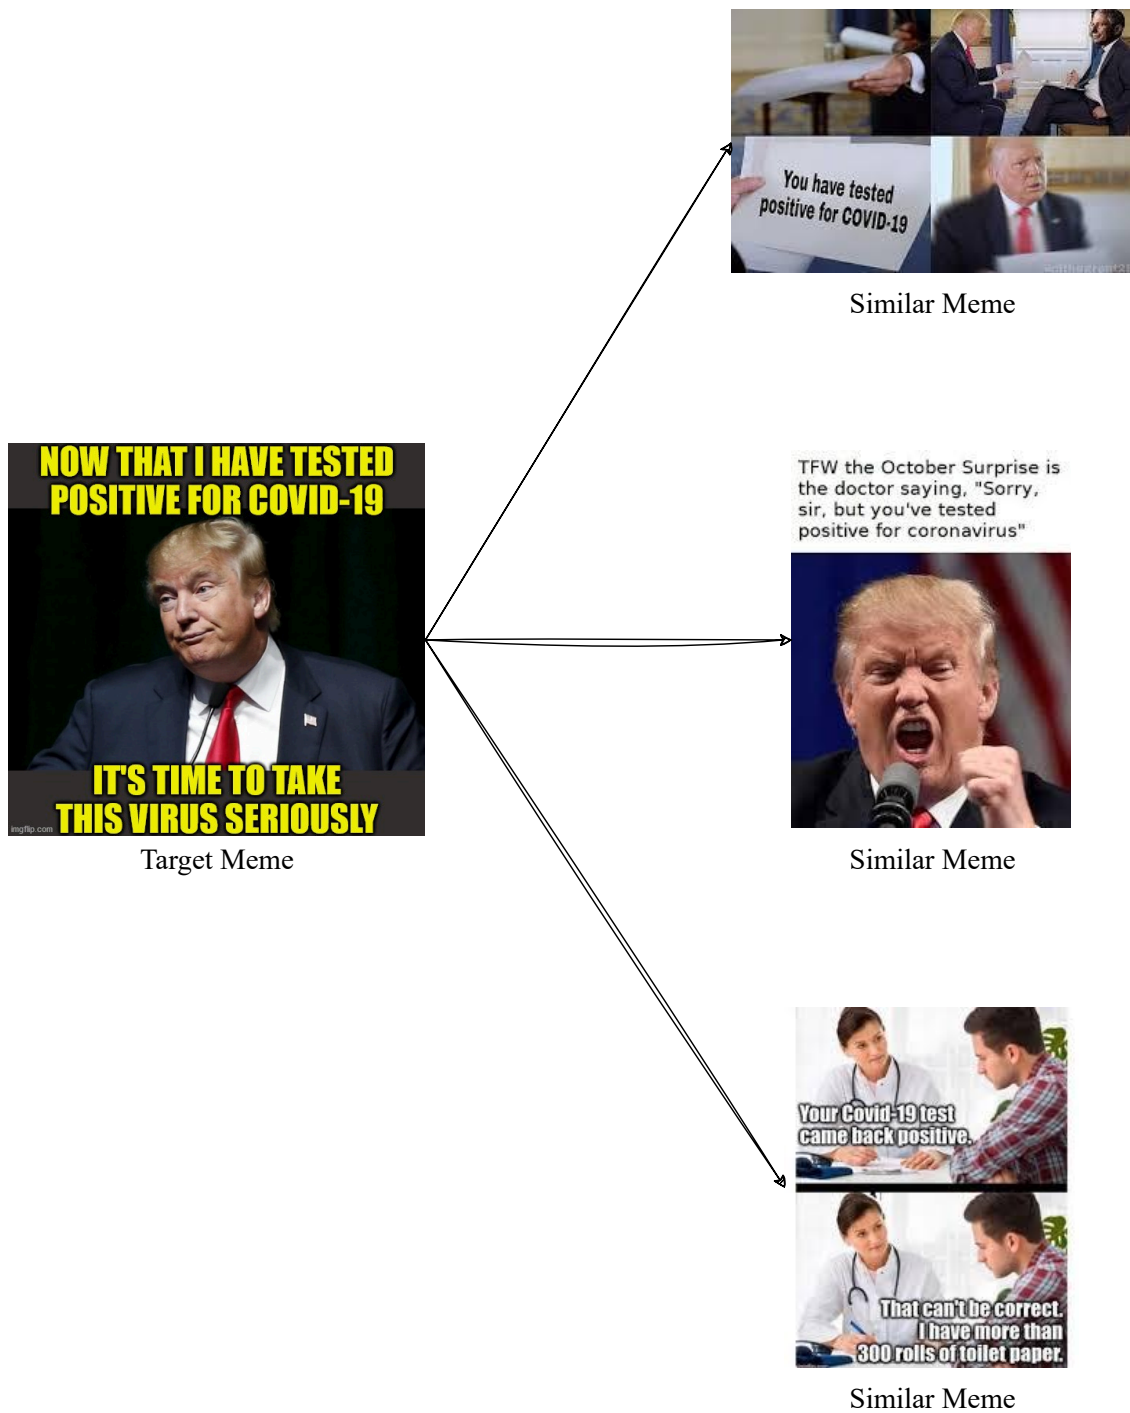 You have tested
positive for COVID-19
Similar Meme
NOW THAT I HAVE TESTED
POSITIVE FOR COVID-19
IT'S TIME TO TAKE
THIS VIRUS SERIOUSLY
imgflip.com
Target Meme
TFW the October Surprise is
the doctor saying, "Sorry,
sir, but you've tested
positive for coronavirus"
Similar Meme
Your Covid-19 test
came back positive.
That can't be correct.
I have more than
300 rolls of toilet paper.
Similar Meme